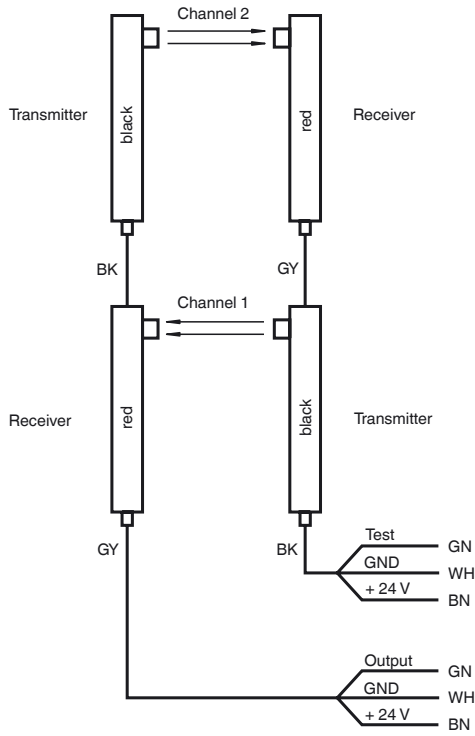 Channel 2
Transmitter
black
red
Receiver
BK
GY
Channel 1
Receiver
red
black
Transmitter
GY
BK
Test
GN
GND
WH
+ 24 V
BN
Output
GN
GND
WH
+ 24 V
BN